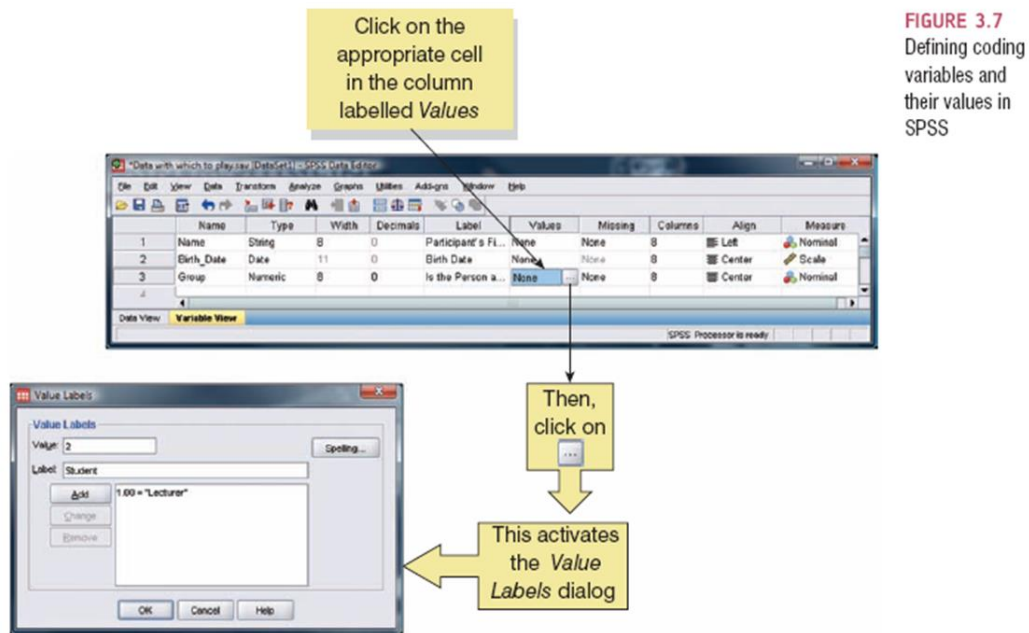 Click on the
appropriate cell
in the column
labelled Values
FIGURE 3.7
Defining coding
variables and
their values in
SPSS
*Data with which to play.sav [DataSet1] - SPSS Data Editor
File Edit View Data Transform Analyze Graphs Utilities Add-ons Window Help
Name Type Width Decimals Label Values Missing Columns Align Measure
1 Name String 8 0 Participant's Fi... None None 8 Left Nominal
2 Birth_Date Date 11 0 Birth Date None None 8 Center Scale
3 Group Numeric 8 0 Is the Person a... None ... None 8 Center Nominal
4
Data View Variable View
SPSS Processor is ready
Value Labels
Value Labels
Value: 2
Spelling...
Label: Student
Add
1.00 = "Lecturer"
Change
Remove
OK Cancel Help
Then,
click on
...
This activates
the Value
Labels dialog